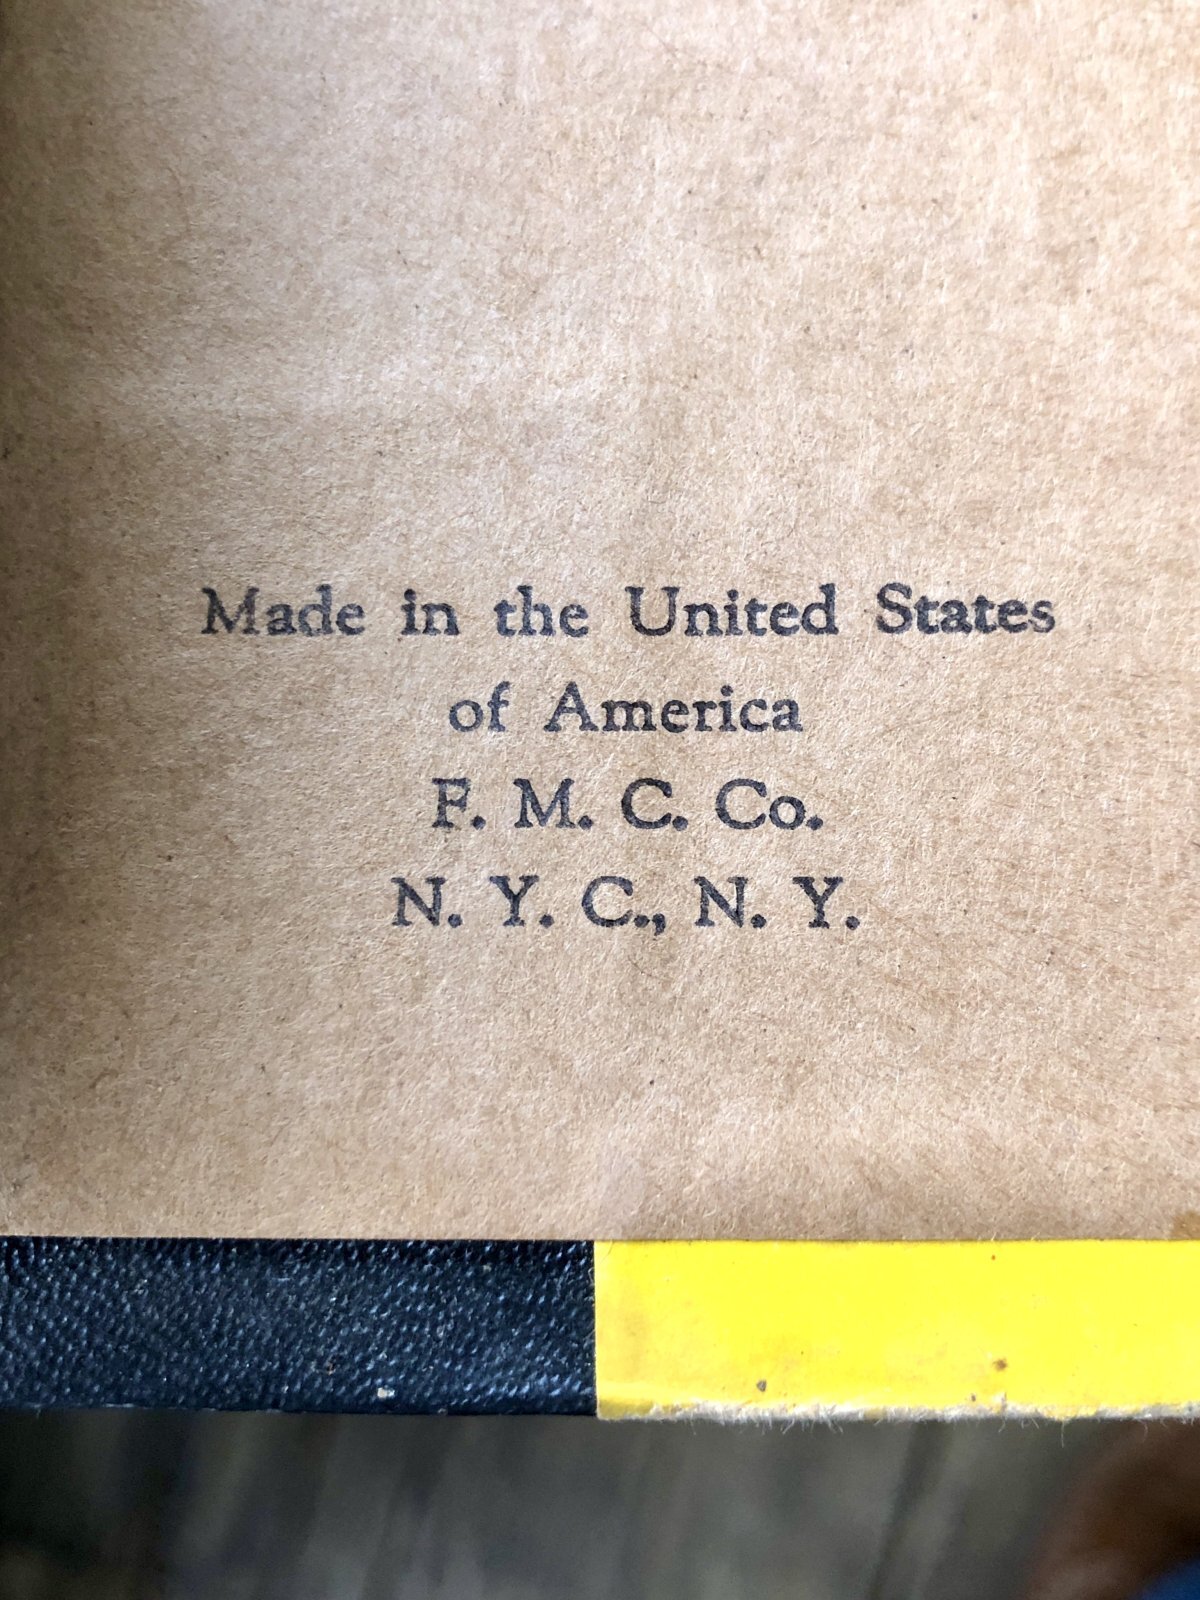 Made in the United States
of America
F. M. C. Co.
N. Y. C., N. Y.